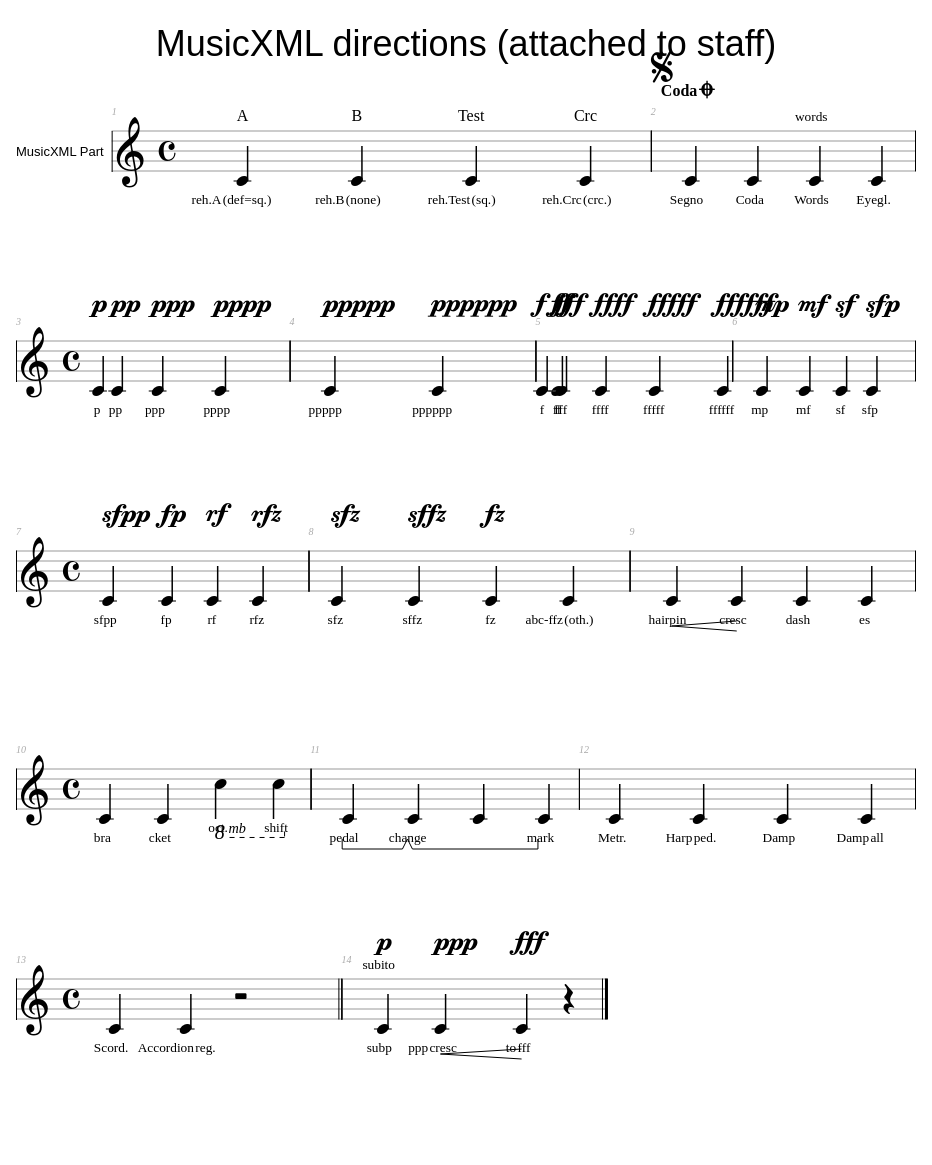 MusicXML directions (attached to staff)
Coda
1 A B Test Crc 2 words
MusicXML Part
reh.A (def=sq.) reh.B (none) reh.Test (sq.) reh.Crc (crc.) Segno Coda Words Eyegl.
p pp ppp pppp ppppp pppppp f ff fff ffff fffff ffffff mp mf sf sfp
3 4 5 6
p pp ppp pppp ppppp pppppp f ff fff ffff fffff ffffff mp mf sf sfp
sfpp fp rf rfz sfz sffz fz
7 8 9
sfpp fp rf rfz sfz sffz fz abc-ffz (oth.) hairpin cresc dash es
10 11 12
bra cket oct. shift pedal change mark Metr. Harp ped. Damp Damp all
8mb
p ppp fff
13 14 subito
Scord. Accordion reg. subp ppp cresc to fff